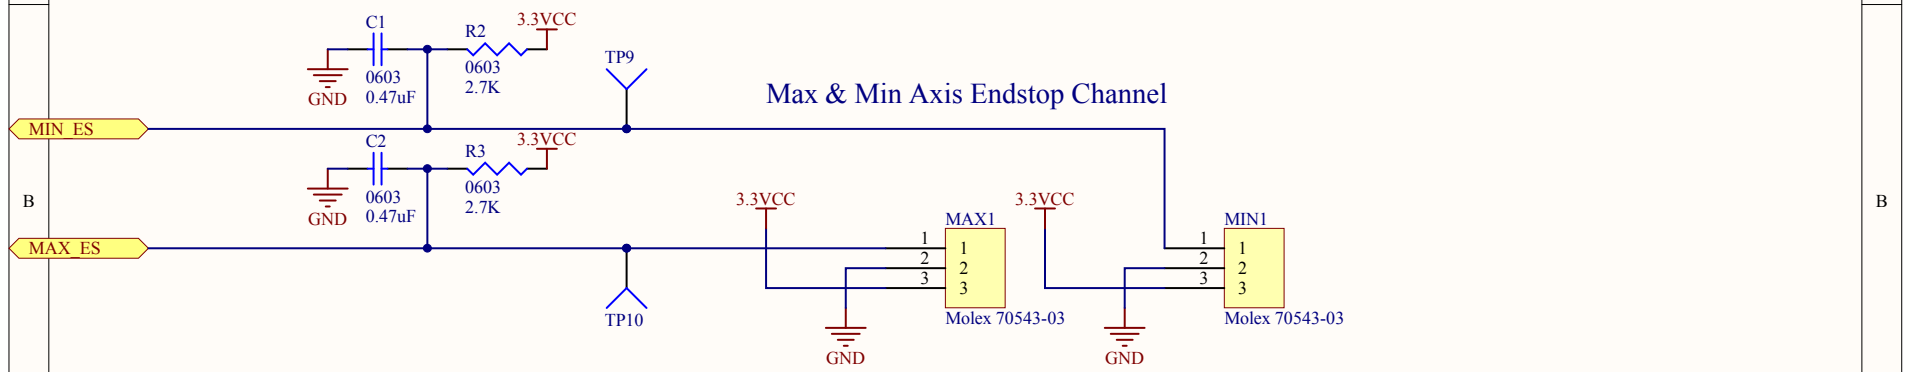 C1
R2
3.3VCC
0603
0.47uF
GND
0603
2.7K
TP9
Max & Min Axis Endstop Channel
MIN_ES
C2
R3
3.3VCC
0603
0.47uF
GND
0603
2.7K
B
B
MAX_ES
TP10
3.3VCC
MAX1
1 1
2 2
3 3
Molex 70543-03
GND
3.3VCC
MIN1
1 1
2 2
3 3
Molex 70543-03
GND